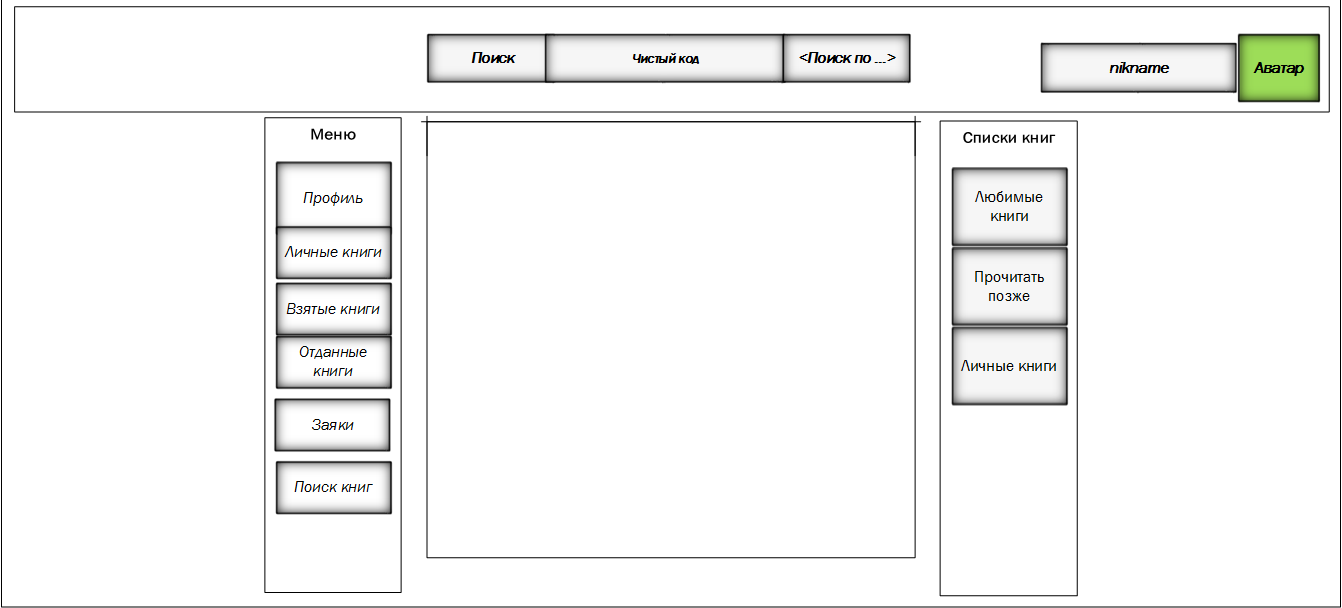 Поиск
Чистый код
<Поиск по ...>
nikname
Аватар
Меню
Профиль
Личные книги
Взятые книги
Отданные
книги
Заяки
Поиск книг
Списки книг
Любимые
книги
Прочитать
позже
Личные книги